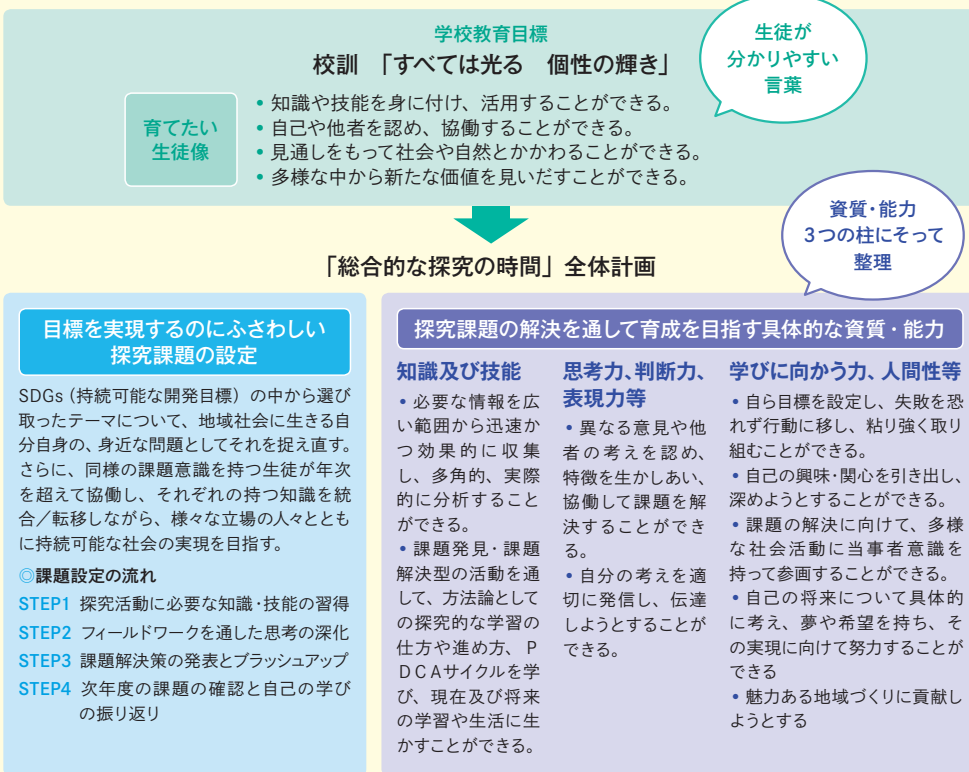 学校教育目標
校訓　「すべては光る　個性の輝き」
生徒が
分かりやすい
言葉
育てたい
生徒像
• 知識や技能を身に付け、活用することができる。
• 自己や他者を認め、協働することができる。
• 見通しをもって社会や自然とかかわることができる。
• 多様な中から新たな価値を見いだすことができる。
資質・能力
3つの柱にそって
整理
「総合的な探究の時間」全体計画
目標を実現するのにふさわしい
探究課題の設定
SDGs（持続可能な開発目標）の中から選び
取ったテーマについて、地域社会に生きる自
分自身の、身近な問題としてそれを捉え直す。
さらに、同様の課題意識を持つ生徒が年次
を超えて協働し、それぞれの持つ知識を統
合／転移しながら、様々な立場の人々ととも
に持続可能な社会の実現を目指す。
◎課題設定の流れ
STEP1 探究活動に必要な知識・技能の習得
STEP2 フィールドワークを通した思考の深化
STEP3 課題解決策の発表とブラッシュアップ
STEP4 次年度の課題の確認と自己の学び
の振り返り
探究課題の解決を通して育成を目指す具体的な資質・能力
知識及び技能
• 必要な情報を広
い範囲から迅速か
つ効果的に収集
し、多角的、実際
的に分析すること
ができる。
• 課題発見・課題
解決型の活動を通
して、方法論として
の探究的な学習の
仕方や進め方、P
DCAサイクルを学
び、現在及び将来
の学習や生活に生
かすことができる。
思考力、判断力、
表現力等
• 異なる意見や他
者の考えを認め、
特徴を生かしあい、
協働して課題を解
決することができ
る。
• 自分の考えを適
切に発信し、伝達
しようとすることが
できる。
学びに向かう力、人間性等
• 自ら目標を設定し、失敗を恐
れず行動に移し、粘り強く取り
組むことができる。
• 自己の興味・関心を引き出し、
深めようとすることができる。
• 課題の解決に向けて、多様
な社会活動に当事者意識を
持って参画することができる。
• 自己の将来について具体的
に考え、夢や希望を持ち、そ
の実現に向けて努力することが
できる
• 魅力ある地域づくりに貢献し
ようとする